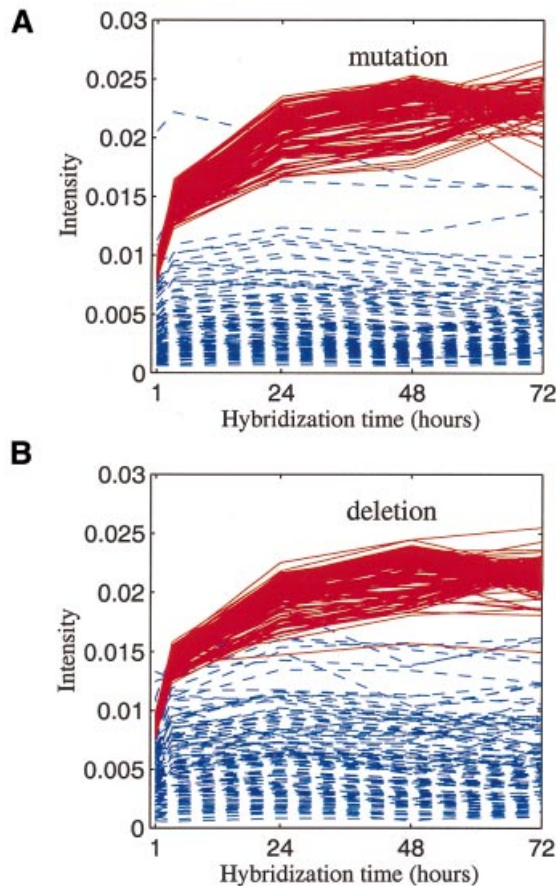 A
0.03
0.025
0.02
0.015
0.01
0.005
0
Intensity
mutation
1
24
48
72
Hybridization time (hours)
B
0.03
0.025
0.02
0.015
0.01
0.005
0
Intensity
deletion
1
24
48
72
Hybridization time (hours)